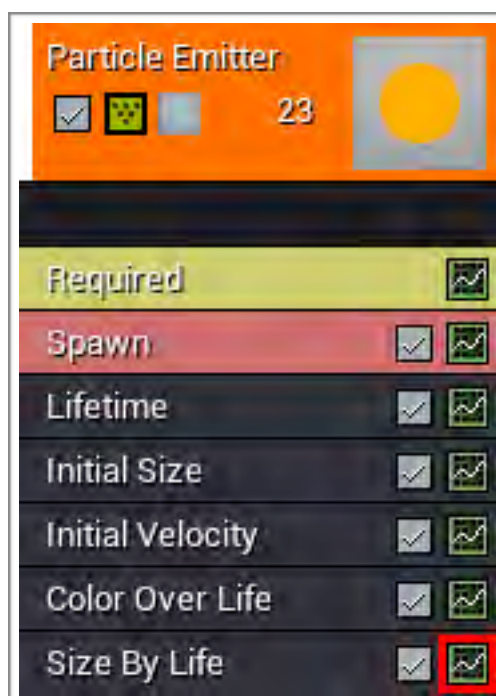 Particle Emitter
23
Required
Spawn
Lifetime
Initial Size
Initial Velocity
Color Over Life
Size By Life